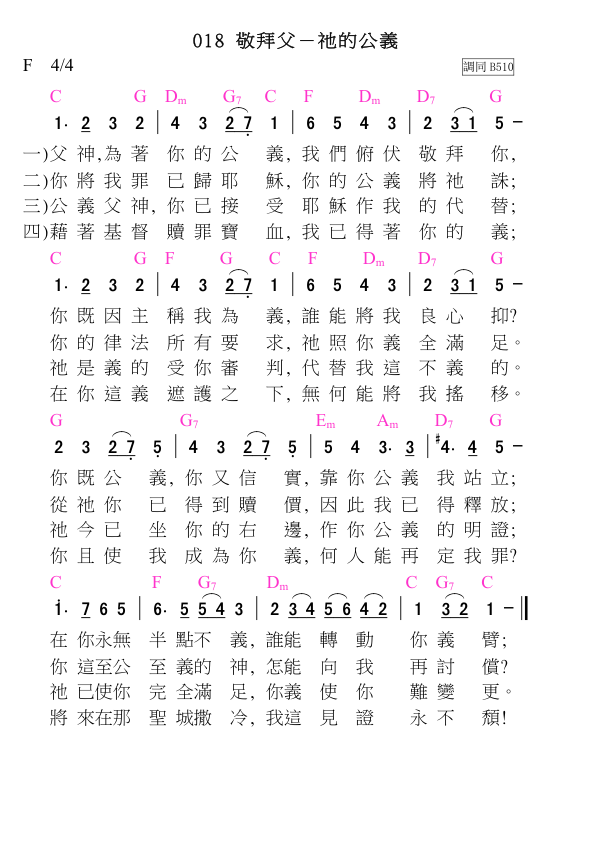 018 敬拜父－祂的公義
F 4/4
調同 B510
C G Dm G7 C F Dm D7 G
1· 2 3 2 | 4 3 2 7 1 | 6 5 4 3 | 2 3 1 5 －
一)父 神,為 著 你 的 公 義, 我 們 俯 伏 敬 拜 你,
二)你 將 我 罪 已 歸 耶 穌, 你 的 公 義 將 祂 誅;
三)公 義 父 神, 你 已 接 受 耶 穌 作 我 的 代 替;
四)藉 著 基 督 贖 罪 寶 血, 我 已 得 著 你 的 義;
C G F G C F Dm D7 G
1· 2 3 2 | 4 3 4 3 2 7 | 1 6 5 4 3 | 2 3 1 5 －
你 既 因 主 稱 我 為 義, 誰 能 將 我 良 心 抑?
你 的 律 法 所 有 要 求, 祂 照 你 義 全 滿 足。
祂 是 義 的 受 你 審 判, 代 替 我 這 不 義 的。
在 你 這 義 遮 護 之 下, 無 何 能 將 我 搖 移。
G G7 Em Am D7 G
2 3 2 7 5 | 4 3 2 7 5 | 5 4 3· 3 | #4· 4 5 －
你 既 公 義, 你 又 信 實, 靠 你 公 義 我 站 立;
從 祂 你 已 得 到 贖 價, 因 此 我 已 得 釋 放;
祂 今 已 坐 你 的 右 邊, 作 你 公 義 的 明 證;
你 且 使 我 成 為 你 義, 何 人 能 再 定 我 罪?
C F G7 Dm C G7 C
1· 7 6 5 | 6· 5 5 4 3 | 2 3 4 5 6 4 2 | 1 3 2 1 －
在 你永無 半 點不 義, 誰能 轉 動 你 義 臂;
你 這至公 至 義的 神, 怎能 向 我 再 討 償?
祂 已使你 完 全滿 足, 你義 使 你 難 變 更。
將 來在那 聖 城撒 冷, 我這 見 證 永 不 頹!